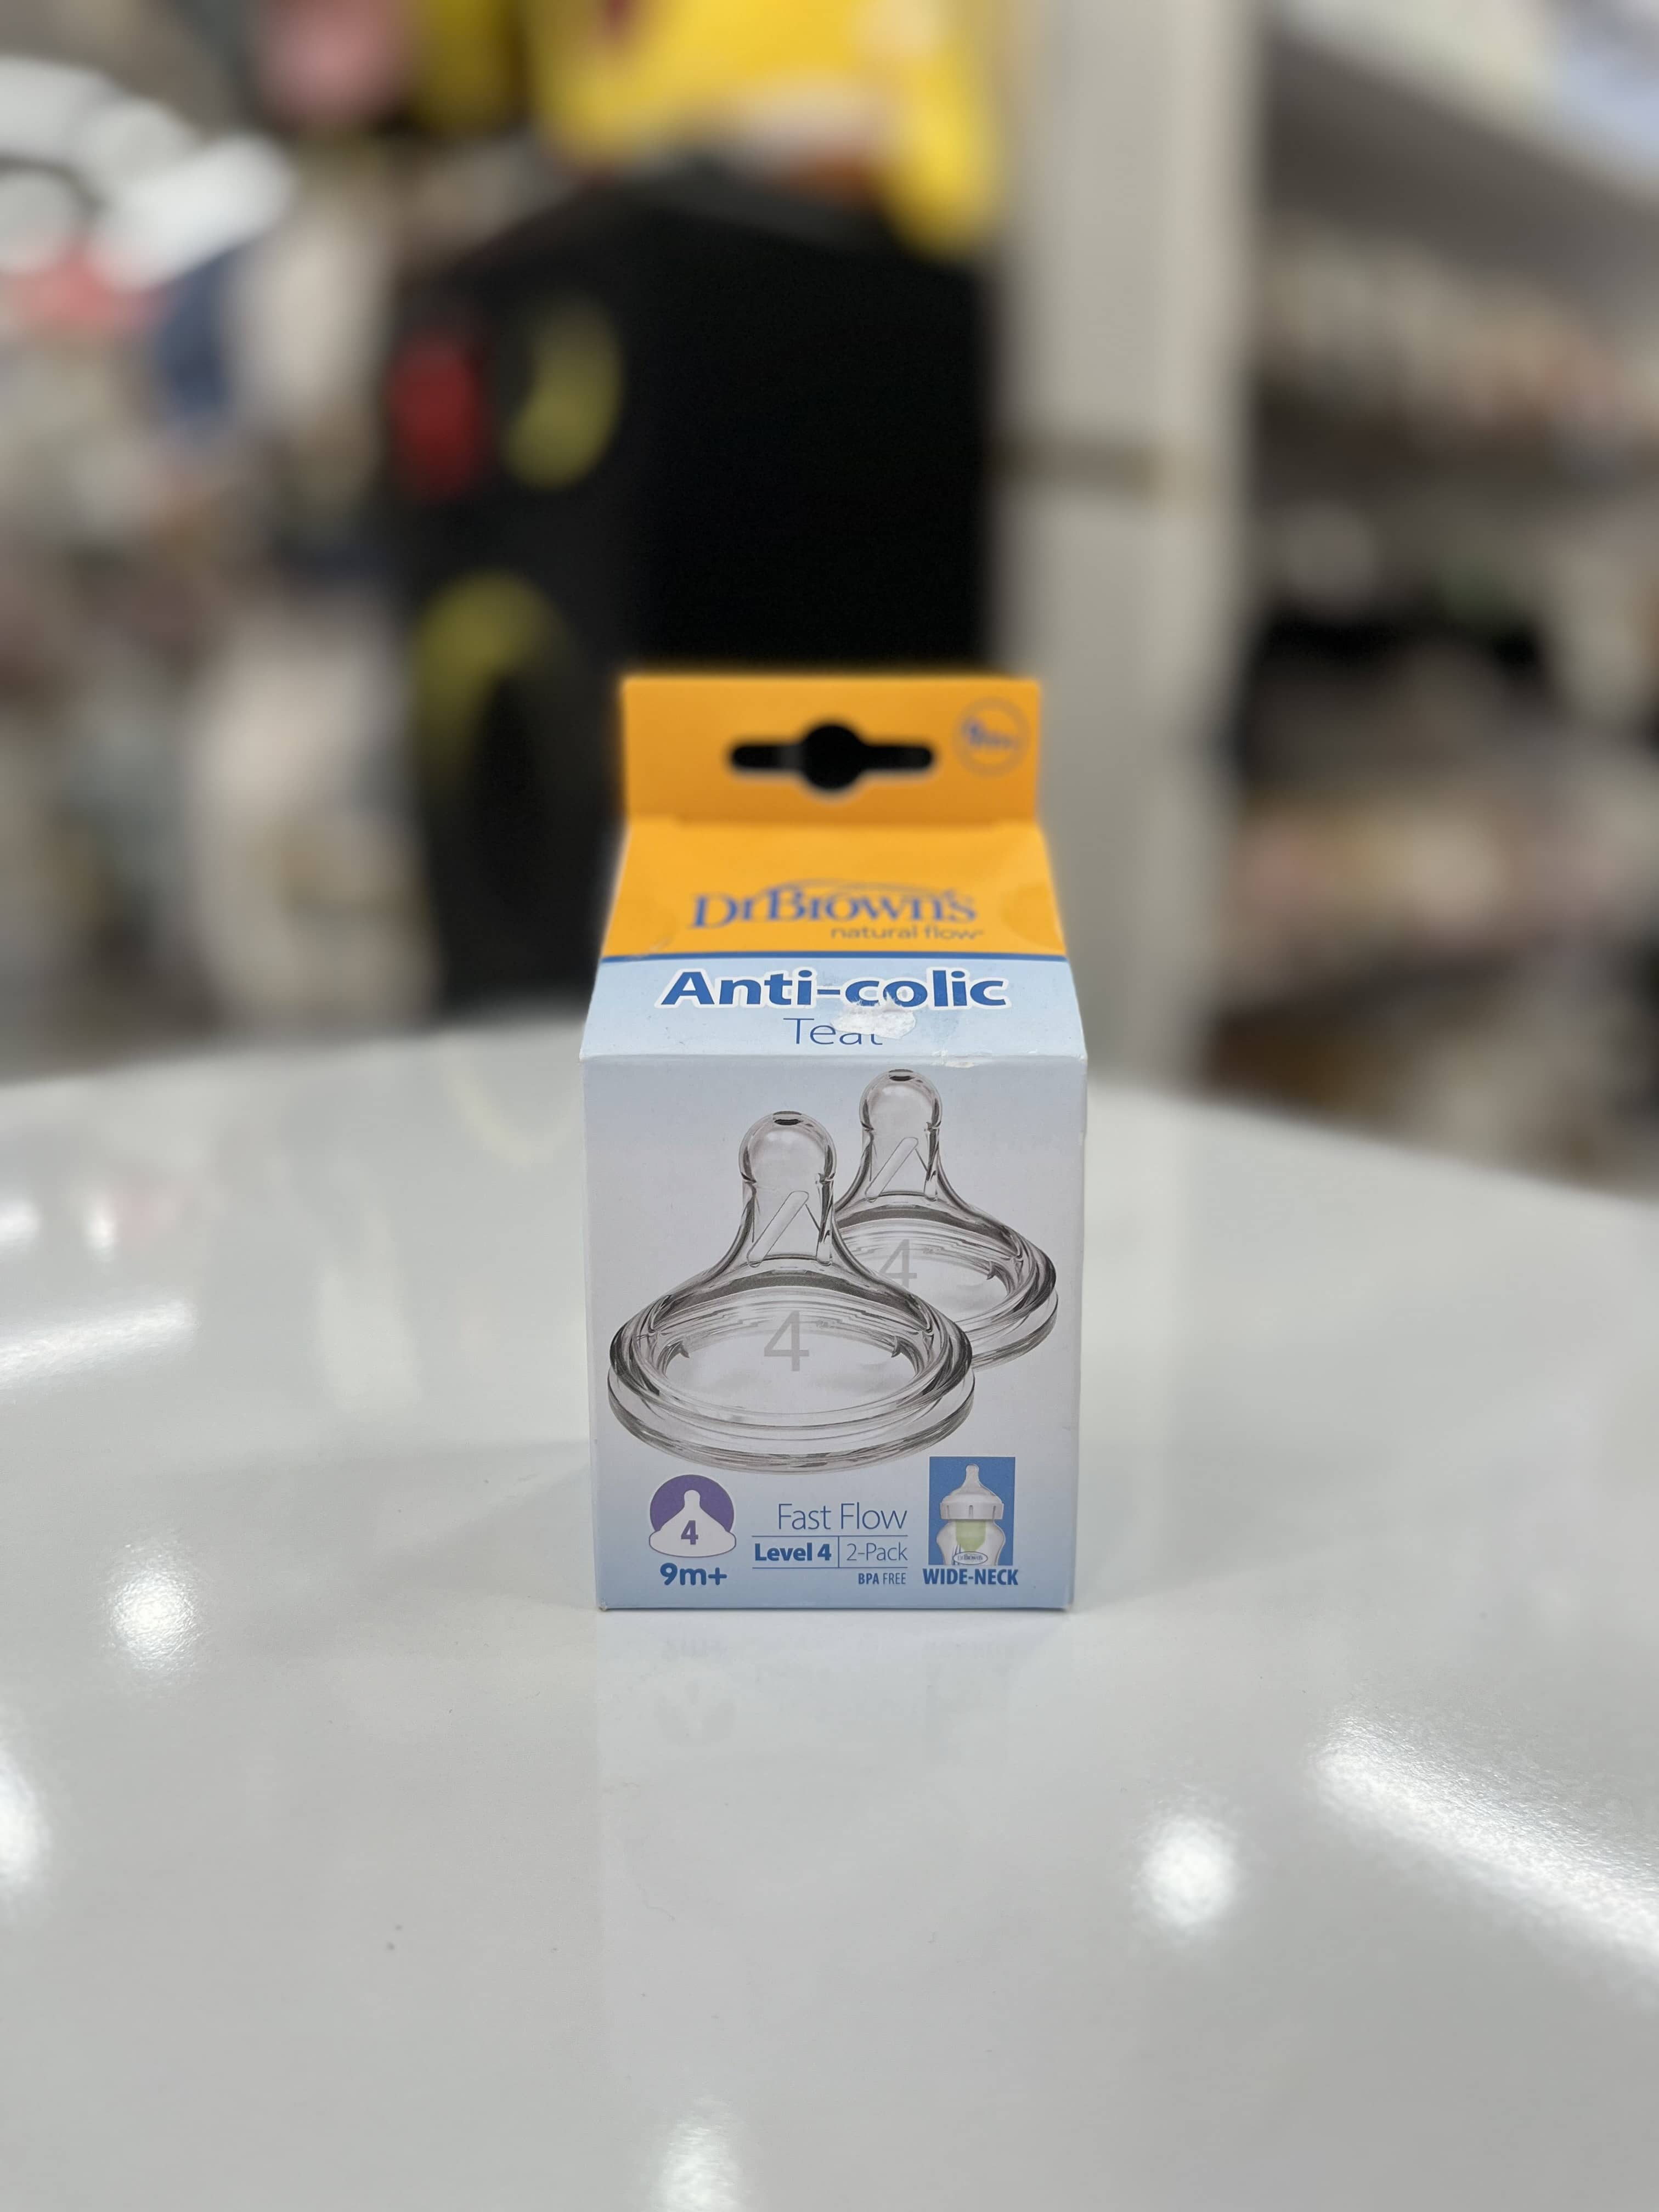 Dr Brown's
natural flow®
Anti-colic
Teat
4
4
4
9m+
Fast Flow
Level 4 | 2-Pack
BPA FREE
WIDE-NECK